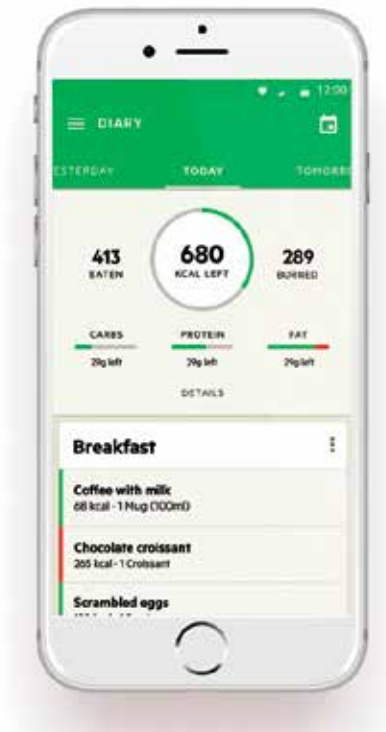 12:00
DIARY
ESTERDAY TODAY TOMORR
413 680 289
EATEN KCAL LEFT BURNED
CARBS PROTEIN FAT
29g left 29g left 29g left
DETAILS
Breakfast
Coffee with milk
68 kcal - 1 Mug (100ml)
Chocolate croissant
265 kcal - 1 Croissant
Scrambled eggs